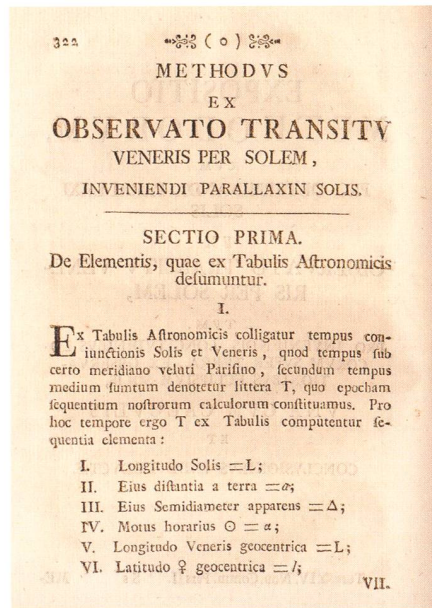 322 ( o )
METHODVS
EX
OBSERVATO TRANSITV
VENERIS PER SOLEM,
INVENIENDI PARALLAXIN SOLIS.
SECTIO PRIMA.
De Elementis, quae ex Tabulis Aſtronomicis
deſumuntur.
I.
Ex Tabulis Aſtronomicis colligatur tempus con-
iunctionis Solis et Veneris, qnod tempus ſub
certo meridiano veluti Pariſino, ſecundum tempus
medium ſumtum denotetur littera T, quo epocham
ſequentium noſtrorum calculorum conſtituamus. Pro
hoc tempore ergo T ex Tabulis computentur ſe-
quentia elementa:
I. Longitudo Solis = L;
II. Eius diſtantia a terra = a;
III. Eius Semidiameter apparens = Δ;
IV. Motus horarius ☉ = α;
V. Longitudo Veneris geocentrica = L;
VI. Latitudo ♀ geocentrica = l;
VII.